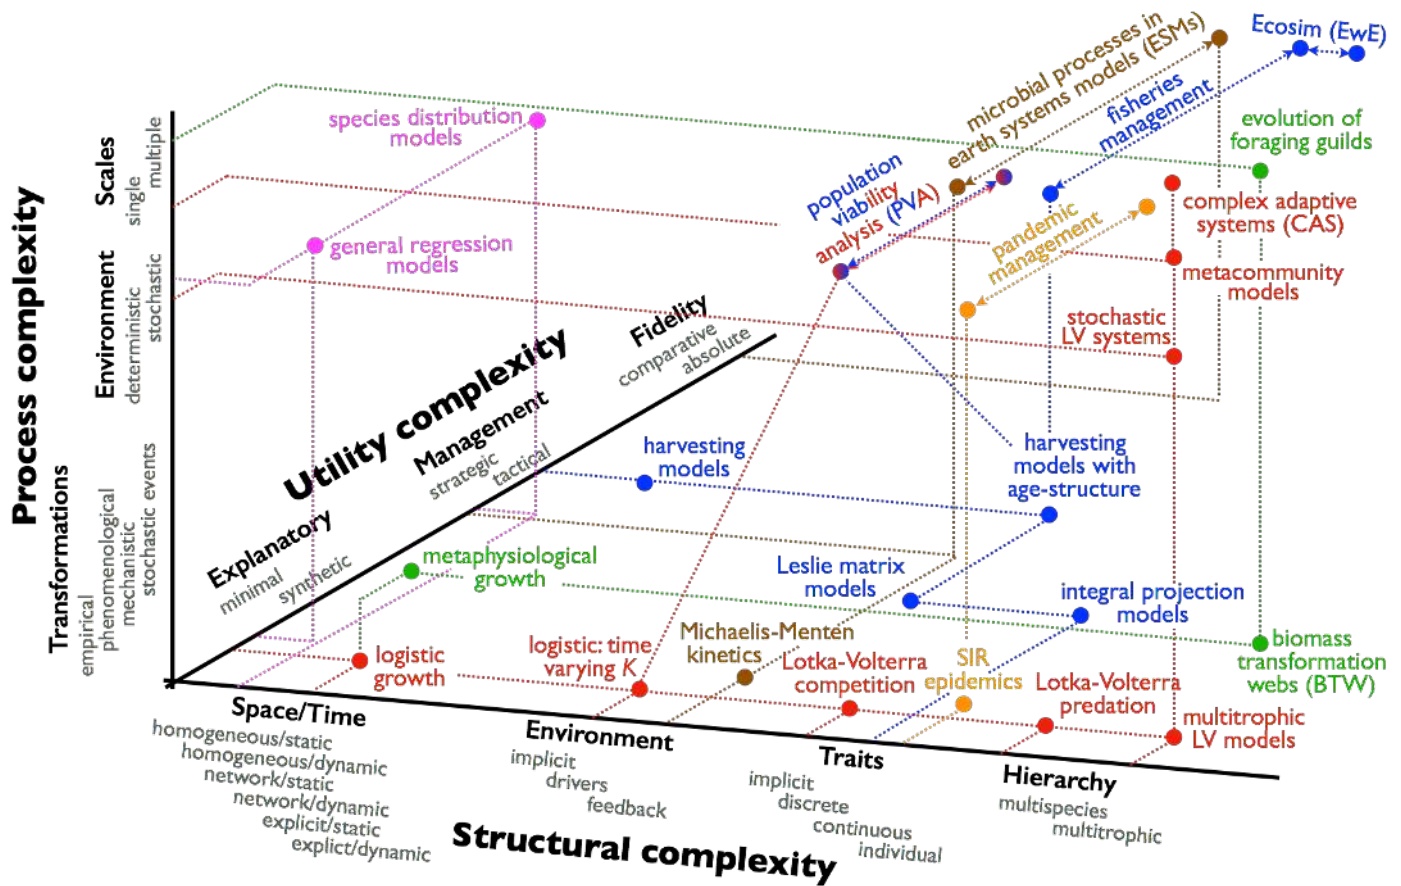 Process complexity
Scales
single
multiple
Environment
deterministic
stochastic
Transformations
empirical
phenomenological
mechanistic
stochastic events
Utility complexity
Explanatory
minimal
synthetic
Management
strategic
tactical
Fidelity
comparative
absolute
Structural complexity
Space/Time
homogeneous/static
homogeneous/dynamic
network/static
network/dynamic
explicit/static
explict/dynamic
Environment
implicit
drivers
feedback
Traits
implicit
discrete
continuous
individual
Hierarchy
multispecies
multitrophic
species distribution
models
general regression
models
population
viability
analysis (PVA)
microbial processes in
earth systems models (ESMs)
fisheries
management
Ecosim (EwE)
evolution of
foraging guilds
complex adaptive
systems (CAS)
pandemic
management
metacommunity
models
stochastic
LV systems
harvesting
models
harvesting
models with
age-structure
metaphysiological
growth
Leslie matrix
models
integral projection
models
logistic
growth
logistic: time
varying K
Michaelis-Menten
kinetics
Lotka-Volterra
competition
SIR
epidemics
Lotka-Volterra
predation
biomass
transformation
webs (BTW)
multitrophic
LV models